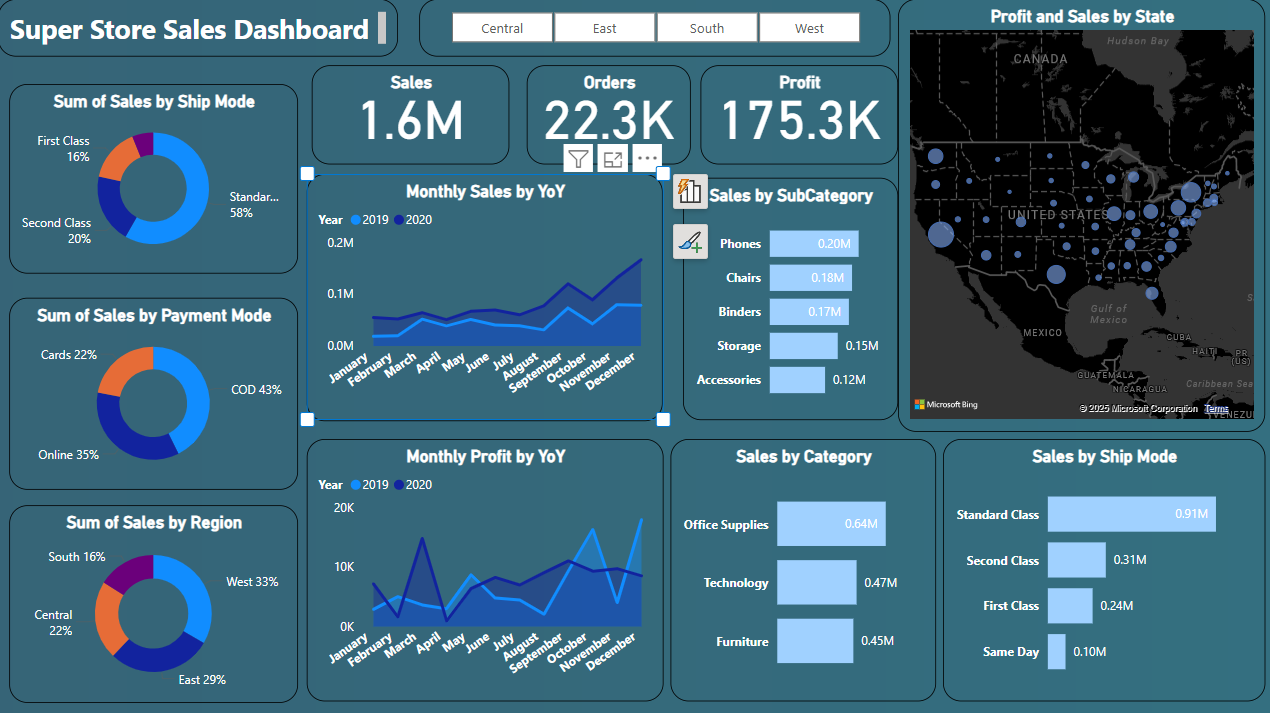 Super Store Sales Dashboard
Central
East
South
West
Profit and Sales by State
Hudson Bay
CANADA
UNITED STATES
MEXICO
Gulf of
Mexico
CUBA
HAITI
PR
(US)
GUATEMALA
NICARAGUA
Caribbean Sea
Microsoft Bing
© 2025 Microsoft Corporation
Terms
Sales
1.6M
Orders
22.3K
Profit
175.3K
Sum of Sales by Ship Mode
First Class
16%
Standar...
58%
Second Class
20%
Monthly Sales by YoY
Year 2019 2020
0.2M
0.1M
0.0M
January
February
March
April
May
June
July
August
September
October
November
December
Sales by SubCategory
Phones 0.20M
Chairs 0.18M
Binders 0.17M
Storage 0.15M
Accessories 0.12M
Sum of Sales by Payment Mode
Cards 22%
COD 43%
Online 35%
Sum of Sales by Region
South 16%
West 33%
Central
22%
East 29%
Monthly Profit by YoY
Year 2019 2020
20K
10K
0K
January
February
March
April
May
June
July
August
September
October
November
December
Sales by Category
Office Supplies 0.64M
Technology 0.47M
Furniture 0.45M
Sales by Ship Mode
Standard Class 0.91M
Second Class 0.31M
First Class 0.24M
Same Day 0.10M